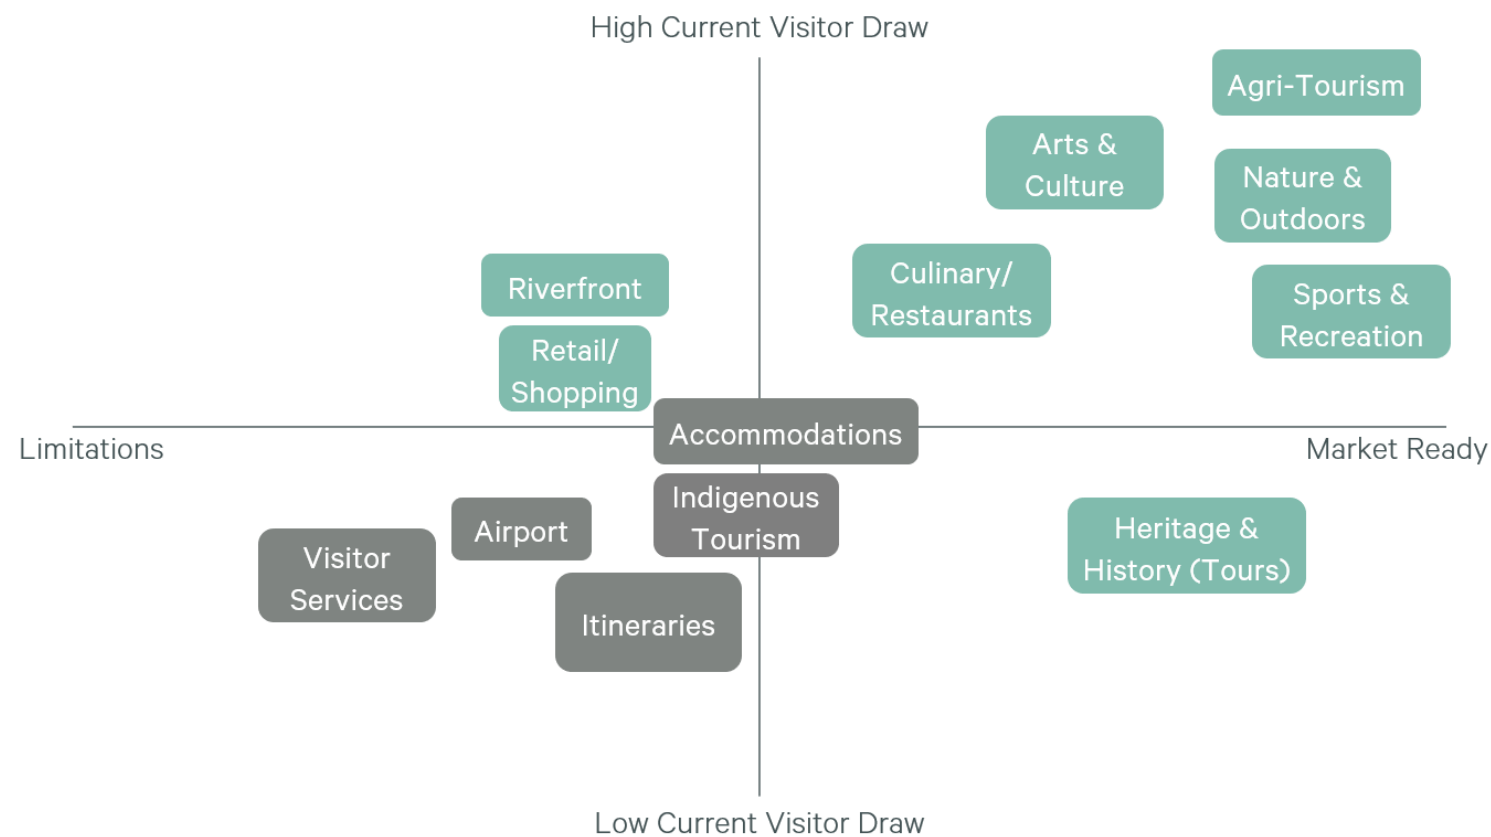 High Current Visitor Draw
Agri-Tourism
Arts &
Culture
Nature &
Outdoors
Culinary/
Restaurants
Sports &
Recreation
Riverfront
Retail/
Shopping
Accommodations
Limitations
Market Ready
Indigenous
Tourism
Airport
Visitor
Services
Heritage &
History (Tours)
Itineraries
Low Current Visitor Draw